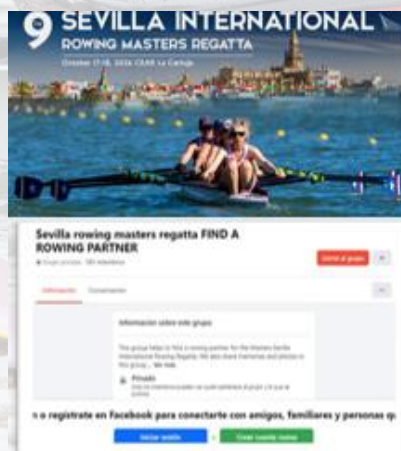 9 TH
SEVILLA INTERNATIONAL
ROWING MASTERS REGATTA
October 17-18, 2026 CEAR La Cartuja
Sevilla rowing masters regatta FIND A
ROWING PARTNER
Unirte al grupo
Información Conversación
Información sobre este grupo
This group helps to find a rowing partner for the Masters Sevilla
International Rowing Regatta. We also share memories and photos in
this group... Ver más
Privado
n o regístrate en Facebook para conectarte con amigos, familiares y personas q
Iniciar sesión o Crear cuenta nueva